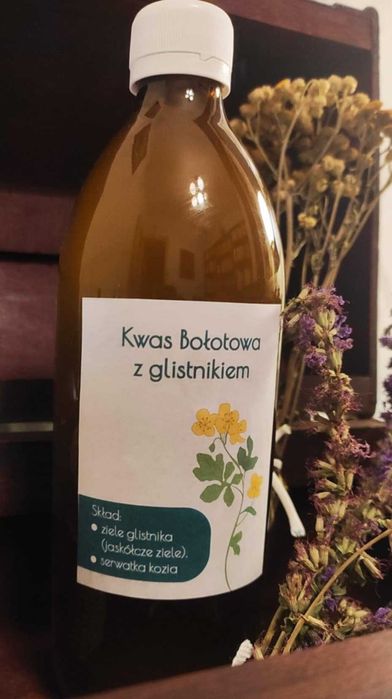 Kwas Bołotowa
z glistnikiem
Skład:
• ziele glistnika
(jaskółcze ziele).
• serwatka kozia